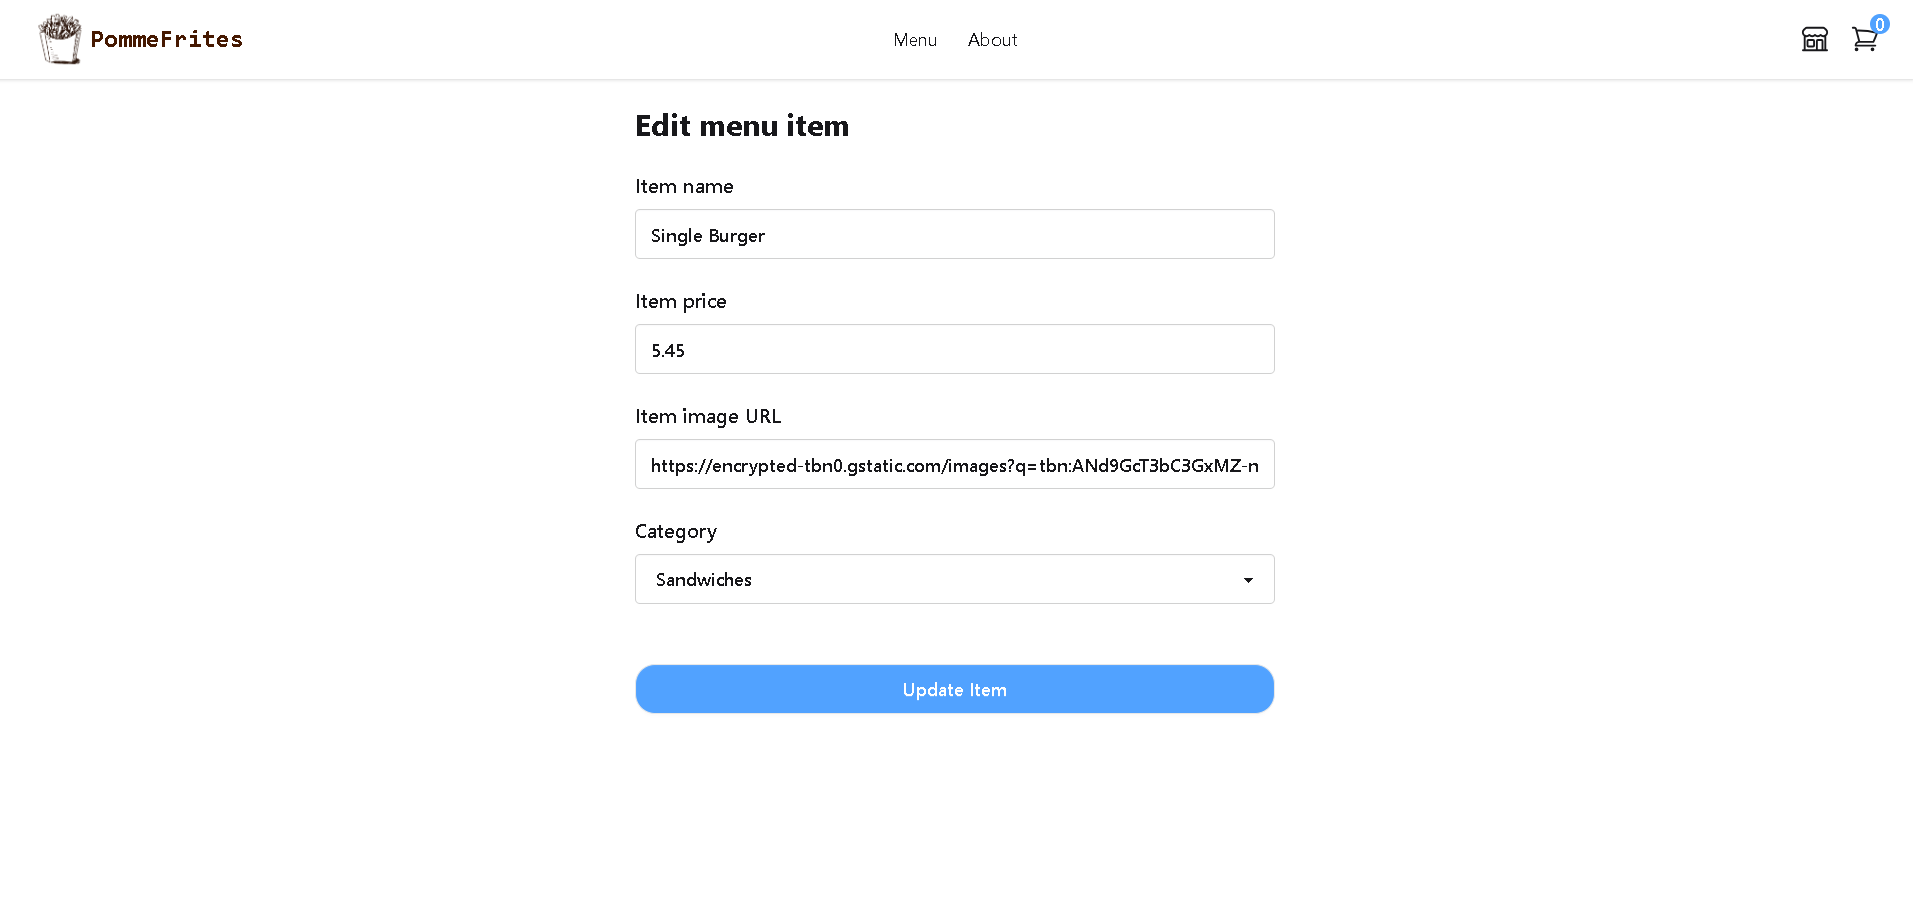 PommeFrites
Menu About
0
Edit menu item
Item name
Single Burger
Item price
5.45
Item image URL
https://encrypted-tbn0.gstatic.com/images?q=tbn:ANd9GcT3bC3GxMZ-n
Category
Sandwiches
Update Item